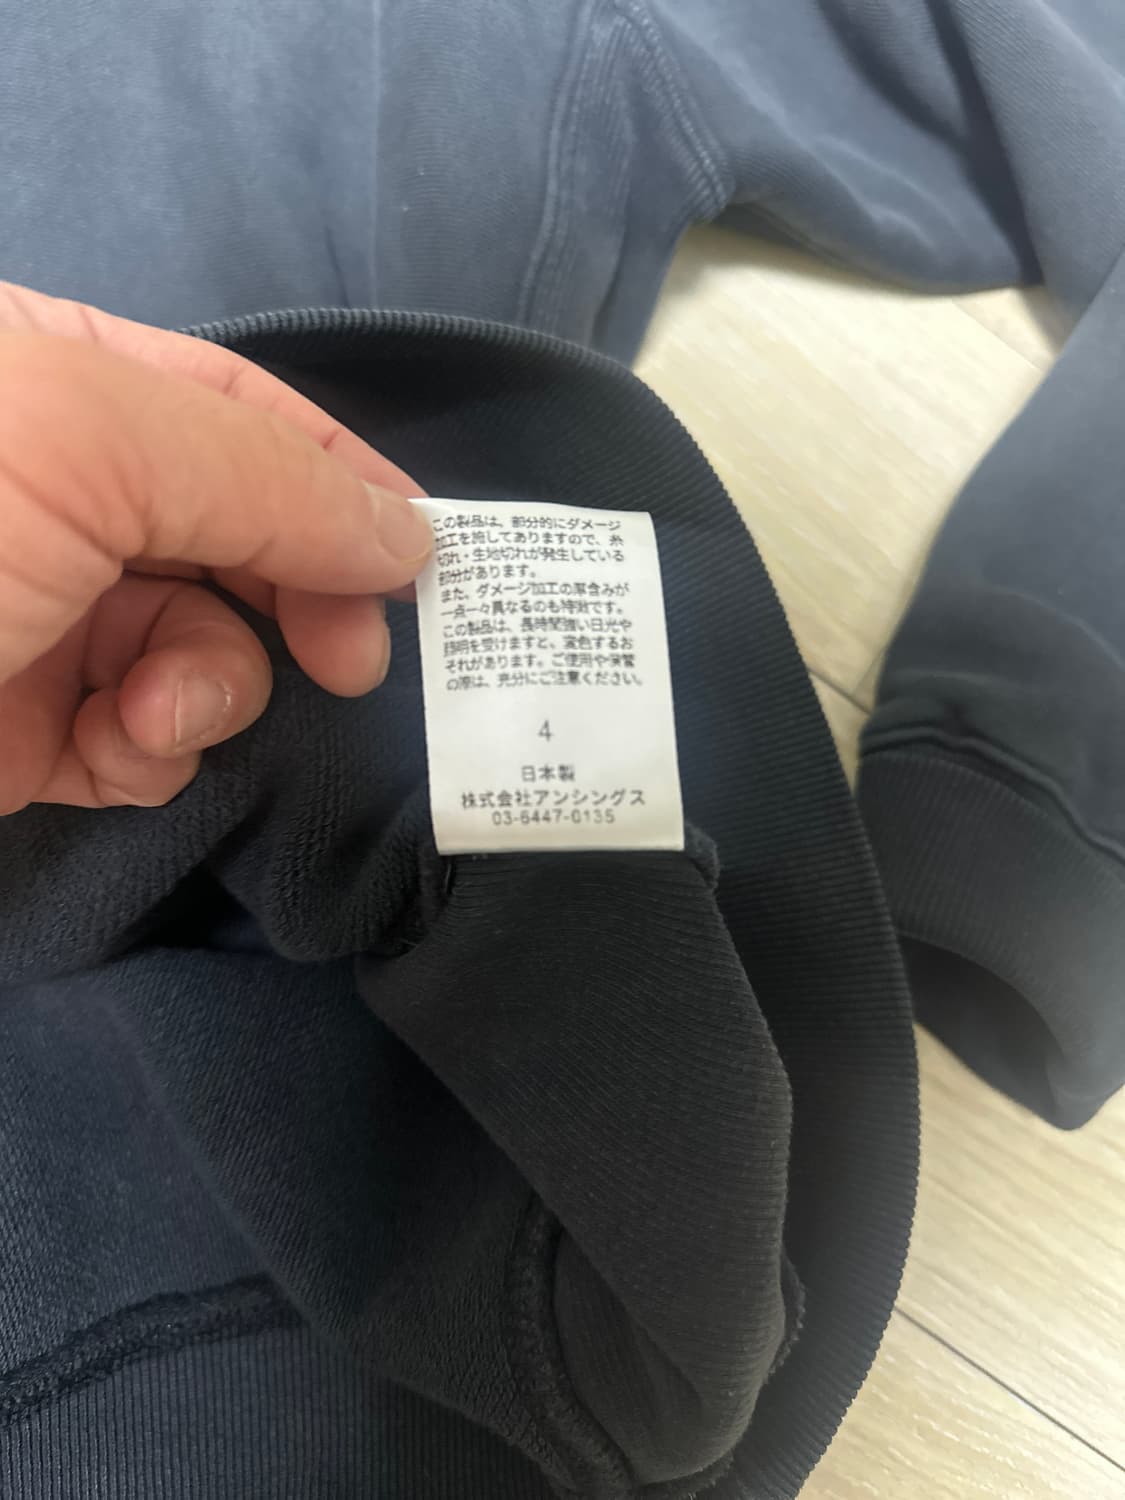 この製品は、部分的にダメージ
加工を施してありますので、糸
切れ・生地切れが発生している
部分があります。
また、ダメージ加工の風合みが
一点一々異なるのも特徴です。
この製品は、長時間強い日光や
照明を受けますと、変色するお
それがあります。ご使用や保管
の際は、充分にご注意ください。
4
日本製
株式会社アンシングス
03-6447-0135